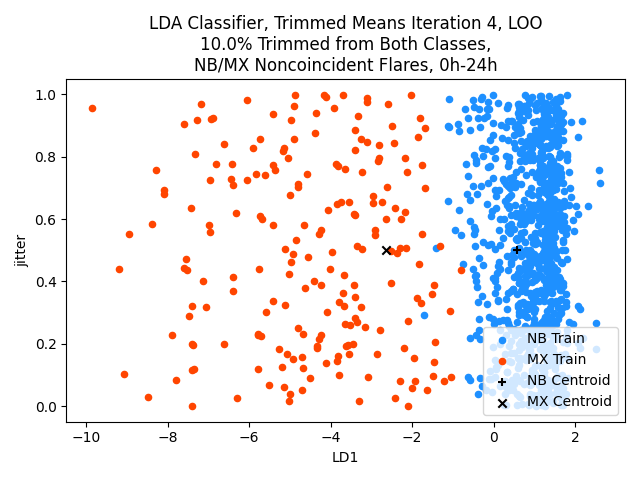 LDA Classifier, Trimmed Means Iteration 4, LOO
10.0% Trimmed from Both Classes,
NB/MX Noncoincident Flares, 0h-24h
jitter
1.0
0.8
0.6
0.4
0.2
0.0
NB Train
MX Train
NB Centroid
MX Centroid
−10 −8 −6 −4 −2 0 2
LD1